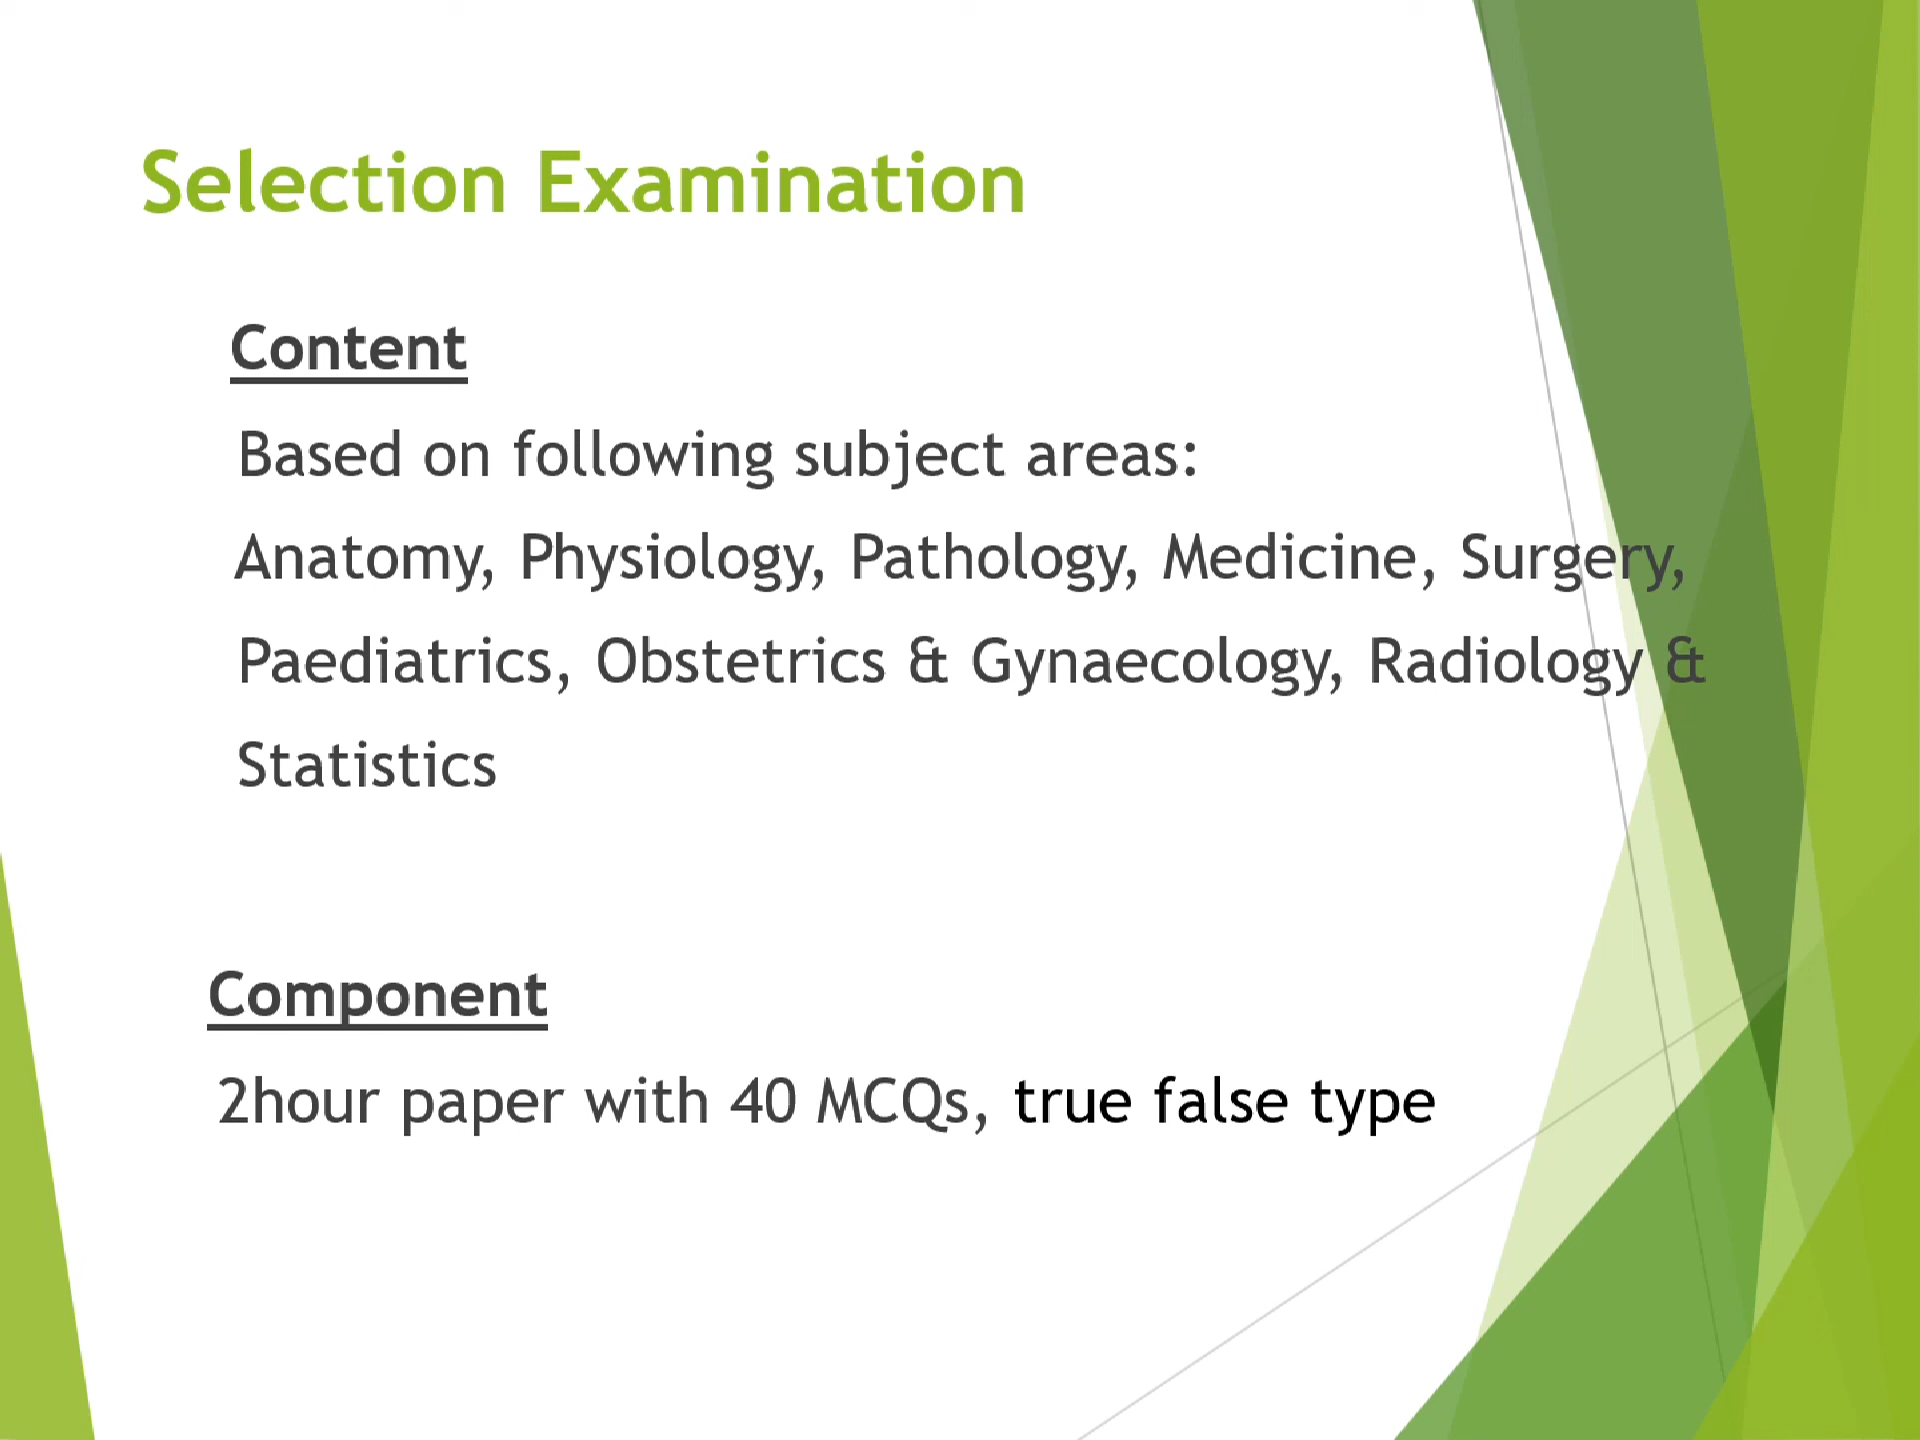 Selection Examination
Content
Based on following subject areas:
Anatomy, Physiology, Pathology, Medicine, Surgery,
Paediatrics, Obstetrics & Gynaecology, Radiology &
Statistics
Component
2hour paper with 40 MCQs, true false type